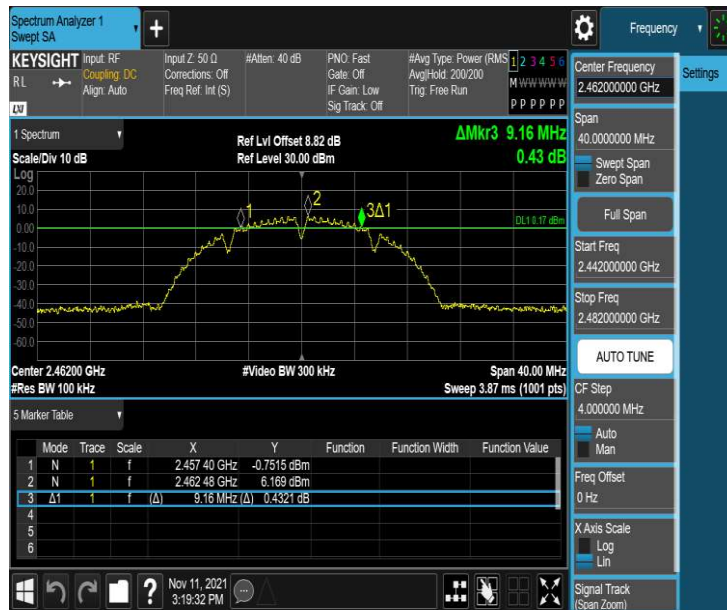 Spectrum Analyzer 1
Swept SA
Frequency
KEYSIGHT
RL
LXI
Input: RF
Coupling: DC
Align: Auto
Input Z: 50 Ω
Corrections: Off
Freq Ref: Int (S)
#Atten: 40 dB
PNO: Fast
Gate: Off
IF Gain: Low
Sig Track: Off
#Avg Type: Power (RMS
Avg|Hold: 200/200
Trig: Free Run
1 2 3 4 5 6
M W W W W W
P P P P P P
1 Spectrum
Scale/Div 10 dB
Ref Lvl Offset 8.82 dB
Ref Level 30.00 dBm
ΔMkr3 9.16 MHz
0.43 dB
Log
20.0
10.0
0.00
-10.0
-20.0
-30.0
-40.0
-50.0
-60.0
1
2
3Δ1
DL1 0.17 dBm
Center 2.46200 GHz
#Res BW 100 kHz
#Video BW 300 kHz
Span 40.00 MHz
Sweep 3.87 ms (1001 pts)
5 Marker Table
Mode Trace Scale X Y Function Function Width Function Value
1 N 1 f 2.457 40 GHz -0.7515 dBm
2 N 1 f 2.462 48 GHz 6.169 dBm
3 Δ1 1 f (Δ) 9.16 MHz (Δ) 0.4321 dB
4
5
6
Nov 11, 2021
3:19:32 PM
Center Frequency
2.462000000 GHz
Settings
Span
40.0000000 MHz
Swept Span
Zero Span
Full Span
Start Freq
2.442000000 GHz
Stop Freq
2.482000000 GHz
AUTO TUNE
CF Step
4.000000 MHz
Auto
Man
Freq Offset
0 Hz
X Axis Scale
Log
Lin
Signal Track
(Span Zoom)